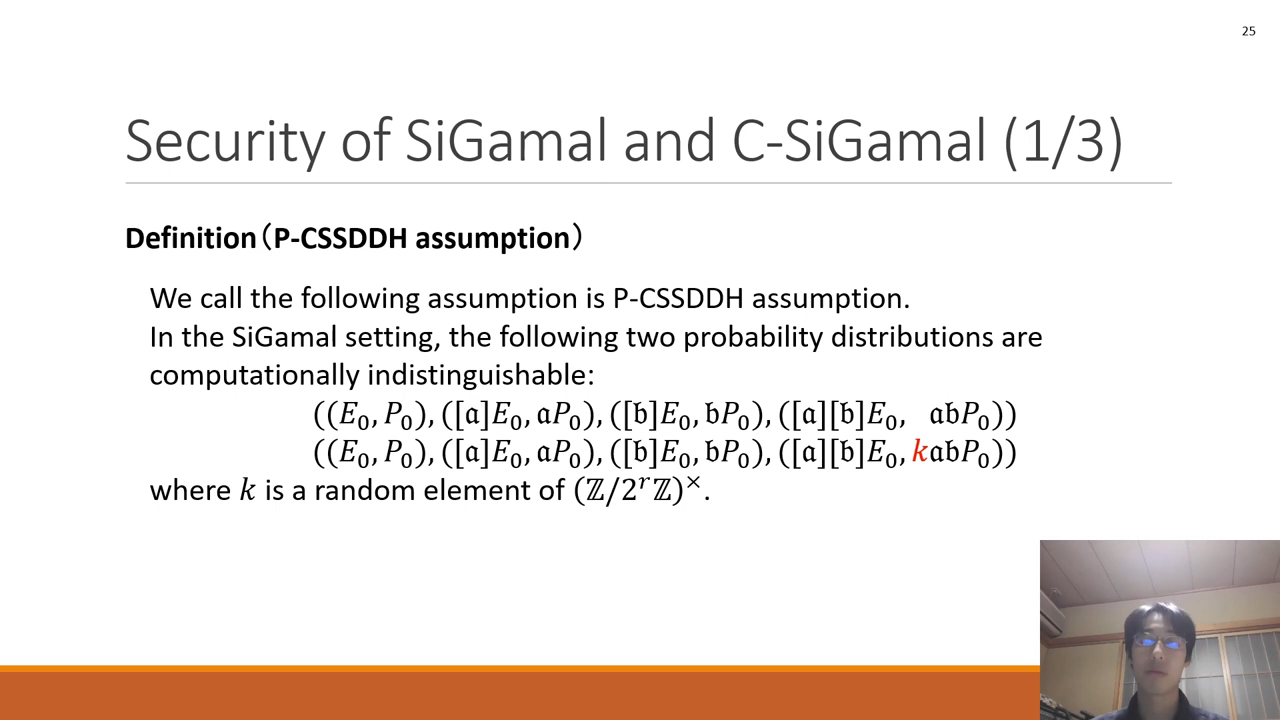 25
Security of SiGamal and C-SiGamal (1/3)
Definition（P-CSSDDH assumption）
We call the following assumption is P-CSSDDH assumption.
In the SiGamal setting, the following two probability distributions are
computationally indistinguishable:
((𝐸₀, 𝑃₀), ([𝔞]𝐸₀, 𝔞𝑃₀), ([𝔟]𝐸₀, 𝔟𝑃₀), ([𝔞][𝔟]𝐸₀, 𝔞𝔟𝑃₀))
((𝐸₀, 𝑃₀), ([𝔞]𝐸₀, 𝔞𝑃₀), ([𝔟]𝐸₀, 𝔟𝑃₀), ([𝔞][𝔟]𝐸₀, 𝑘𝔞𝔟𝑃₀))
where 𝑘 is a random element of (ℤ/2ʳℤ)ˣ.